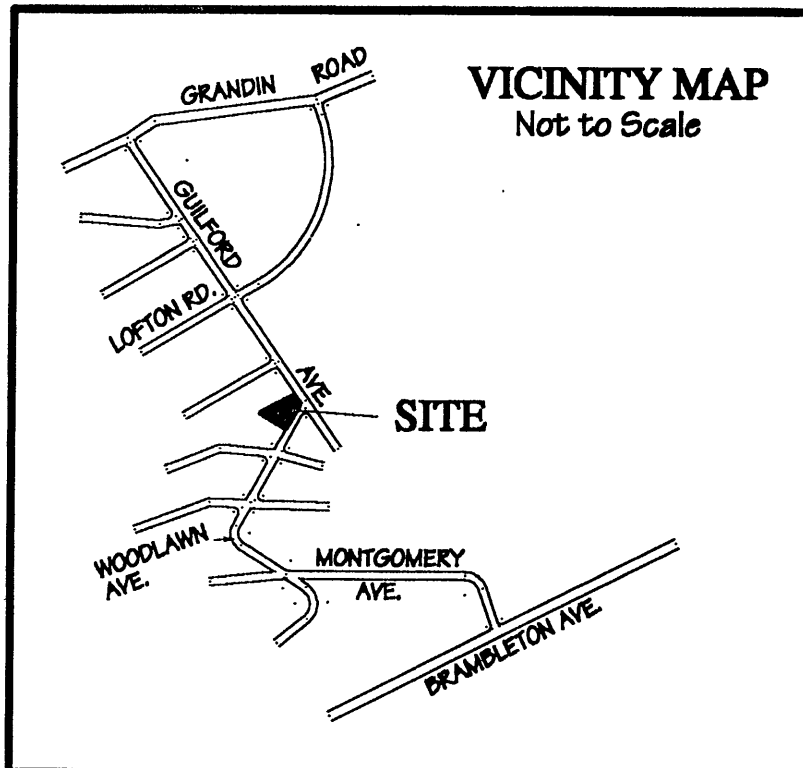 VICINITY MAP
Not to Scale
GRANDIN ROAD
GUILFORD AVE.
LOFTON RD.
SITE
WOODLAWN
AVE.
MONTGOMERY
AVE.
BRAMBLETON AVE.